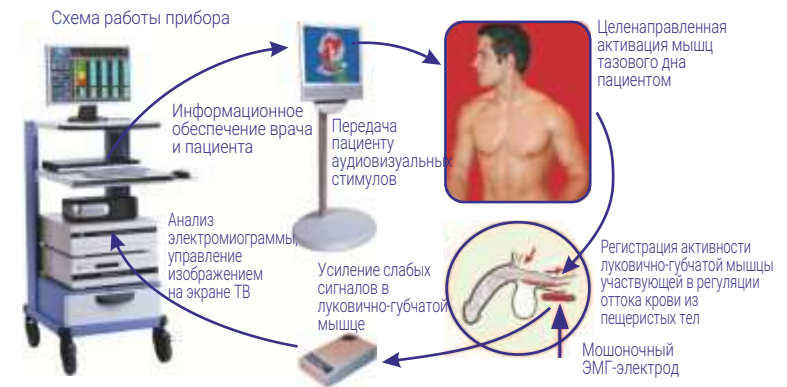 Схема работы прибора
Информационное
обеспечение врача
и пациента
Передача
пациенту
аудиовизуальных
стимулов
Целенаправленная
активация мышц
тазового дна
пациентом
Регистрация активности
луковично-губчатой мышцы
участвующей в регуляции
оттока крови из
пещеристых тел
Мошоночный
ЭМГ-электрод
Усиление слабых
сигналов в
луковично-губчатой
мышце
Анализ
электромиограммы,
управление
изображением
на экране ТВ